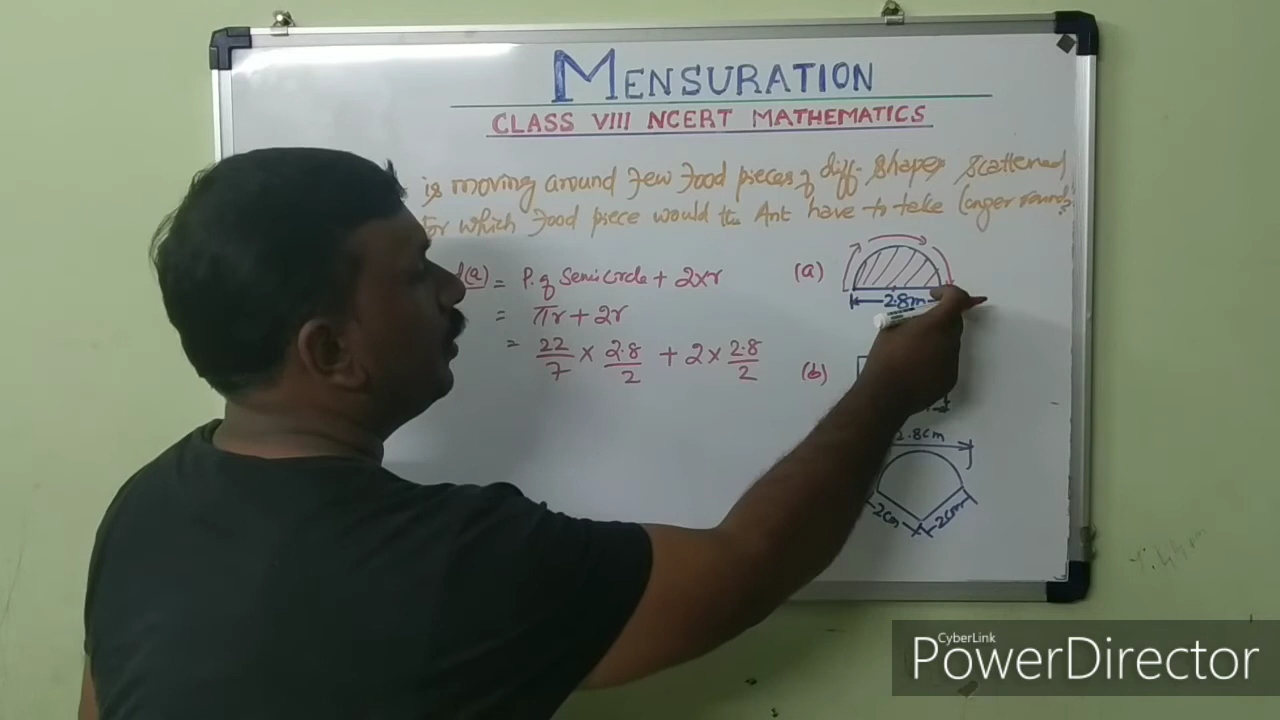 MENSURATION
CLASS VIII NCERT MATHEMATICS
is moving around few food pieces of diff. shapes scattered
for which food piece would the Ant have to take longer round?
(a) = P. of Semicircle + 2×r
= πr + 2r
= 22/7 × 2.8/2 + 2 × 2.8/2
(a)
2.8m
(b)
2.8cm
2cm
2cm
CyberLink
PowerDirector